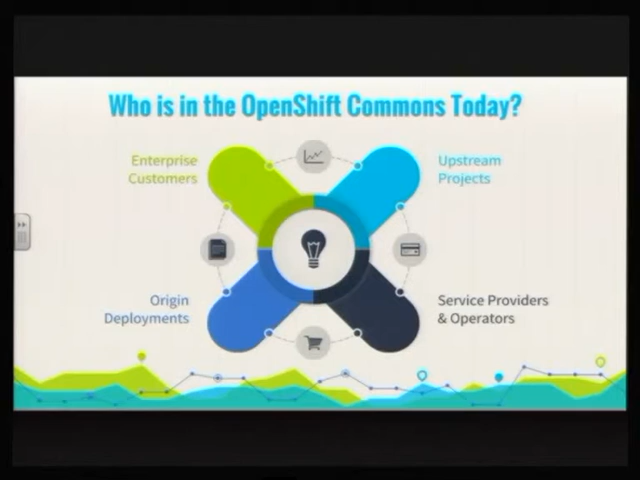 Who is in the OpenShift Commons Today?
Enterprise
Customers
Upstream
Projects
Origin
Deployments
Service Providers
& Operators